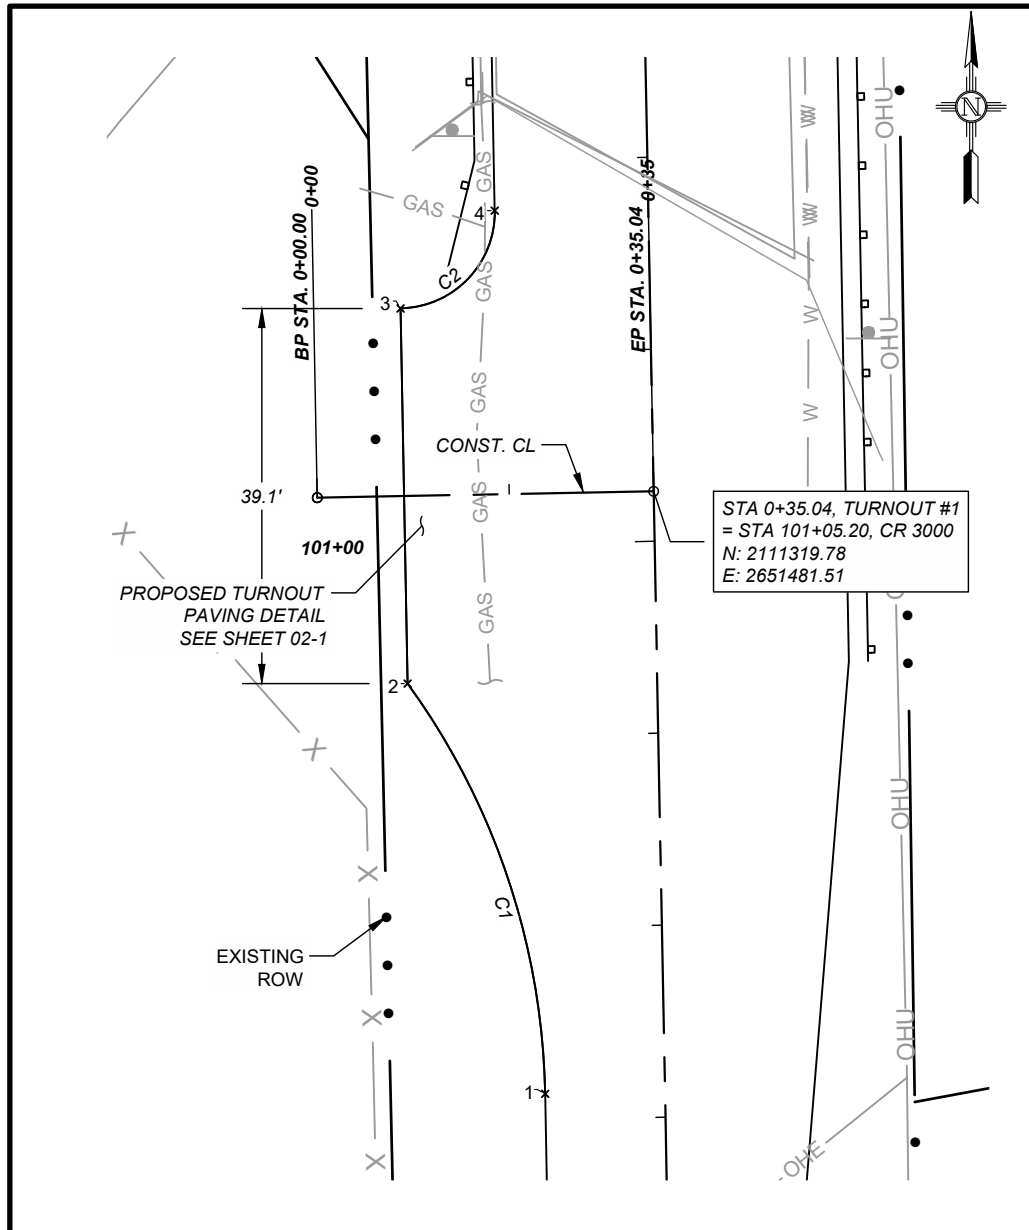 N
OHU
W
W
GAS
GAS
BP STA. 0+00.00
0+00
EP STA. 0+35.04
0+35
4
C2
GAS
3
W
OHU
GAS
W
CONST. CL
39.1'
GAS
STA 0+35.04, TURNOUT #1
= STA 101+05.20, CR 3000
N: 2111319.78
E: 2651481.51
X
101+00
PROPOSED TURNOUT
PAVING DETAIL
SEE SHEET 02-1
GAS
2
X
OHU
X
C1
EXISTING
ROW
X
OHU
1
X
OHE